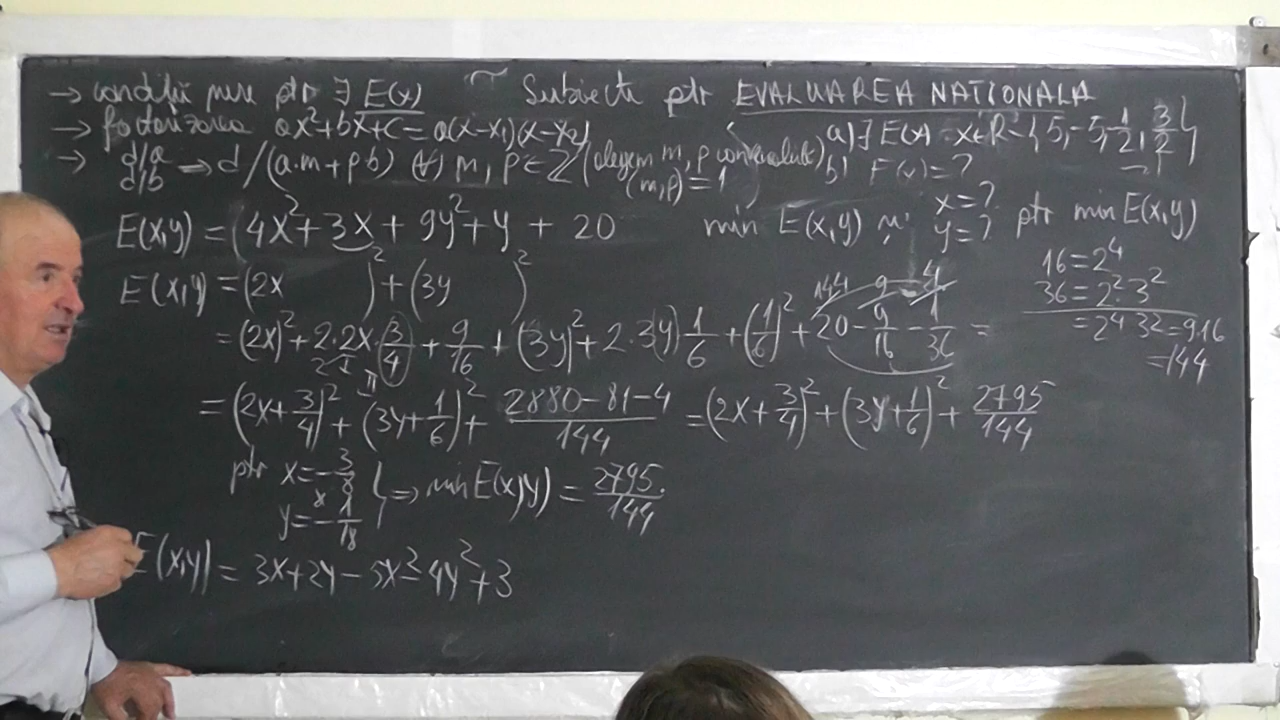 → condiții ptr ∃ E(x) Subiecte ptr EVALUAREA NATIONALA
→ factorizarea ax²+bx+c=a(x-x₁)(x-x₂) a) ∃ E(x) x∈R-{5,-5,1/2,3/2}
→ d/a d/b ⇒ d/(a·m+p·b) (∀) m, p∈Z (alegem m, p convenabile) (m,p)=1 b) F(x)=?
E(x,y) = (4x²+3x+9y²+y+20 min E(x,y) x=? y=? ptr min E(x,y)
E(x,y)=(2x )²+(3y )² 16=2⁴
36=2²·3²
=(2x)²+2·2x·3/4+9/16+(3y)²+2·3y·1/6+(1/6)²+20-9/16-1/36= =2⁴·3²=9·16
=144
=(2x+3/4)²+(3y+1/6)²+(2880-81-4)/144=(2x+3/4)²+(3y+1/6)²+2795/144
ptr x=-3/8 y=-1/18 } ⇒ min E(x,y)=2795/144
E(x,y)= 3x+2y-5x²-4y²+3